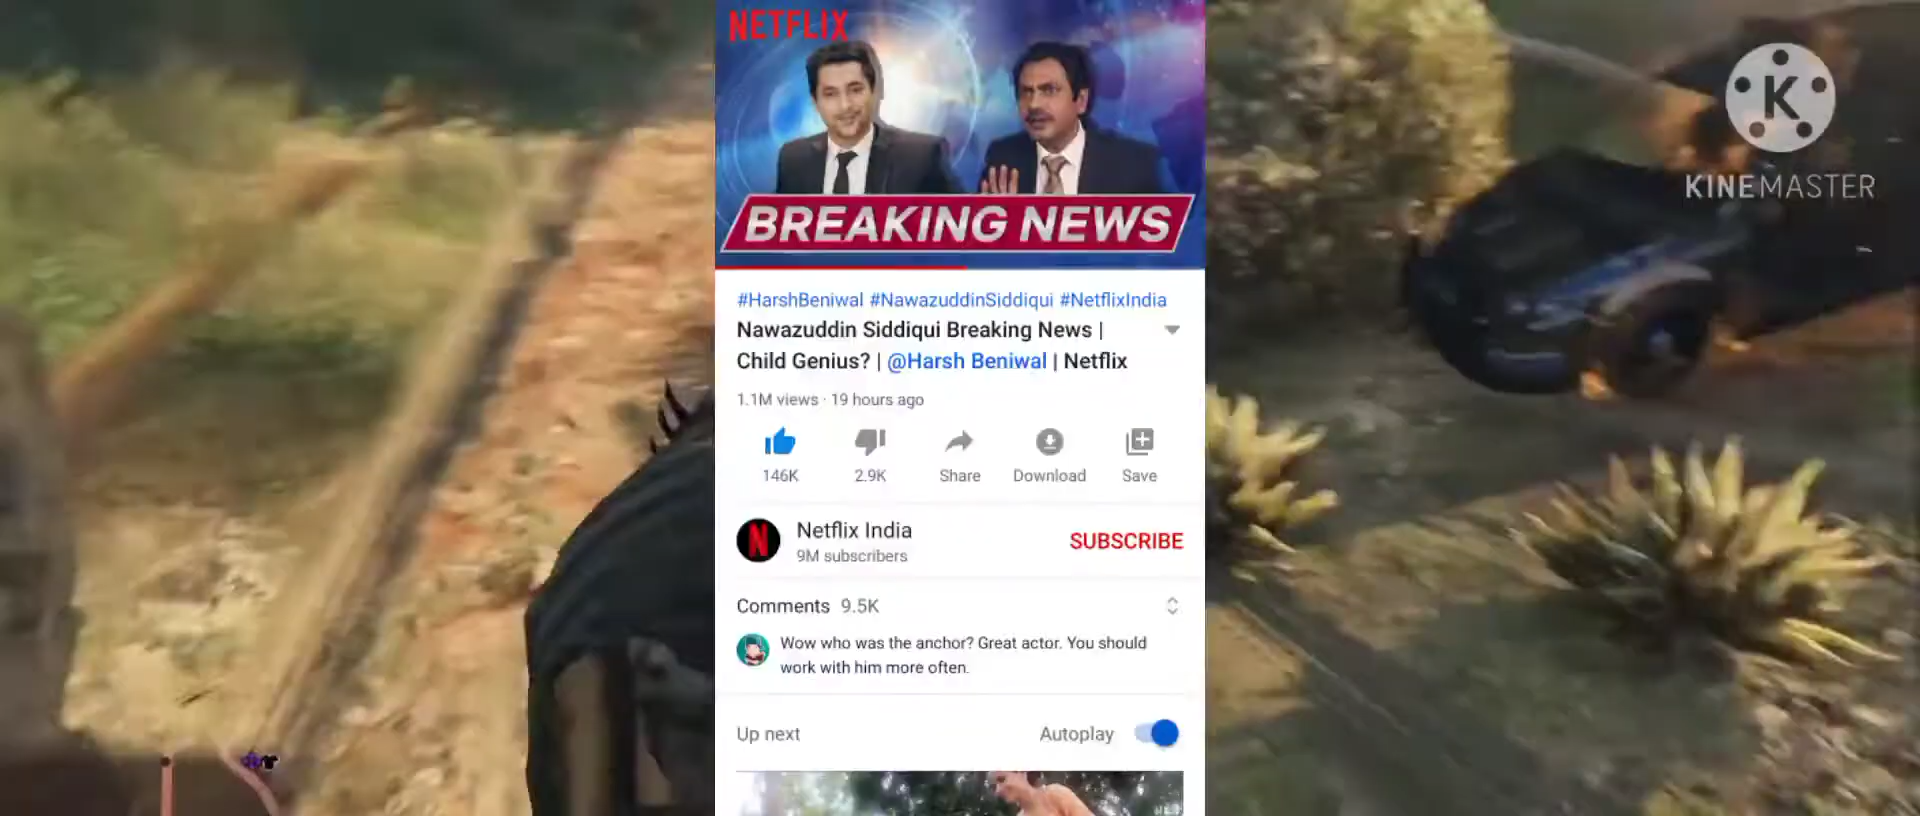 NETFLIX
BREAKING NEWS
#HarshBeniwal #NawazuddinSiddiqui #NetflixIndia
Nawazuddin Siddiqui Breaking News |
Child Genius? | @Harsh Beniwal | Netflix
1.1M views · 19 hours ago
146K
2.9K
Share
Download
Save
N
Netflix India
9M subscribers
SUBSCRIBE
Comments 9.5K
Wow who was the anchor? Great actor. You should
work with him more often.
Up next
Autoplay
K
KINEMASTER